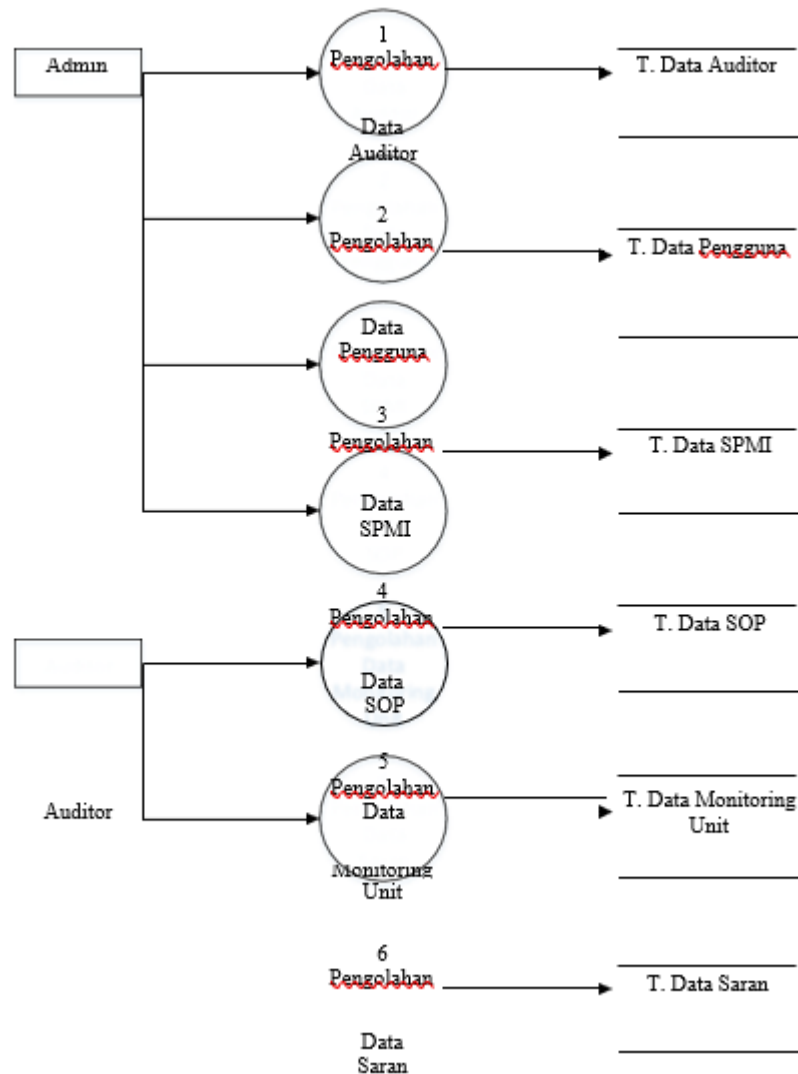 Admin
1
Pengolahan
Data
Auditor
T. Data Auditor
2
Pengolahan
Data
Pengguna
T. Data Pengguna
3
Pengolahan
Data
SPMI
T. Data SPMI
4
Pengolahan
Data
SOP
T. Data SOP
Auditor
5
Pengolahan
Data
Monitoring
Unit
T. Data Monitoring
Unit
6
Pengolahan
Data
Saran
T. Data Saran